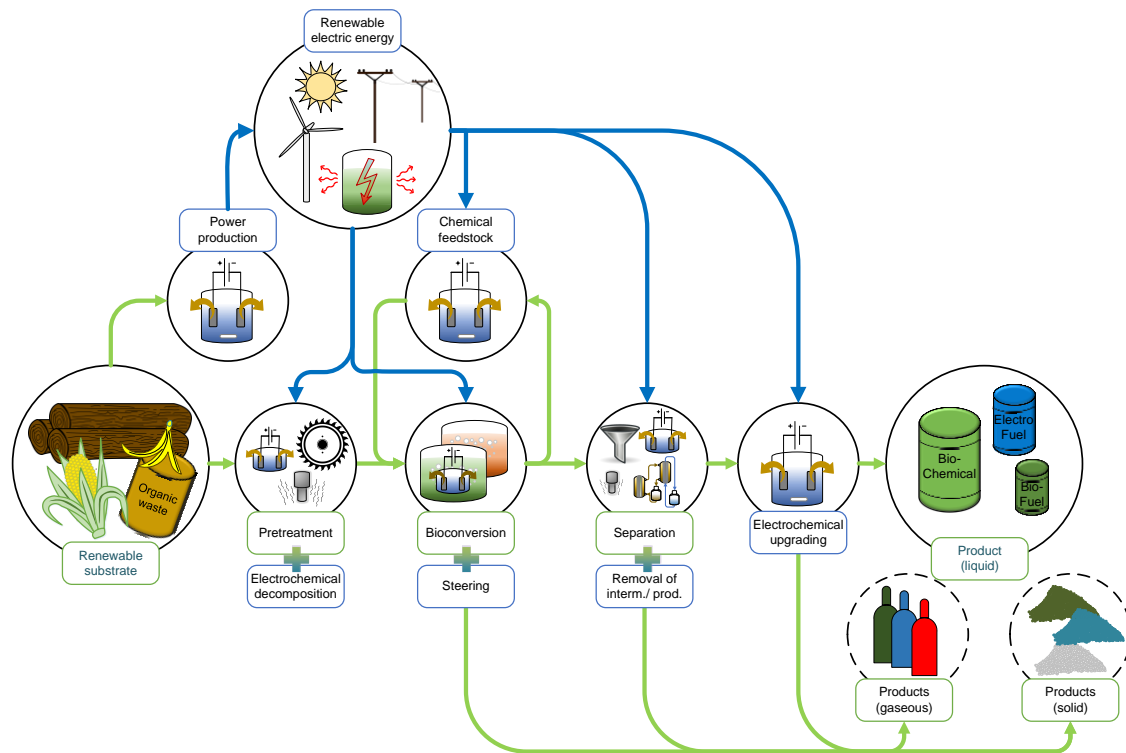 Renewable
electric energy
Power
production
Chemical
feedstock
+ −
+ −
Organic
waste
Renewable
substrate
+ −
Pretreatment
Electrochemical
decomposition
+ −
Bioconversion
Steering
+ −
Separation
Removal of
interm./ prod.
+ −
Electrochemical
upgrading
Bio-
Chemical
Electro
Fuel
Bio-
Fuel
Product
(liquid)
Products
(gaseous)
Products
(solid)